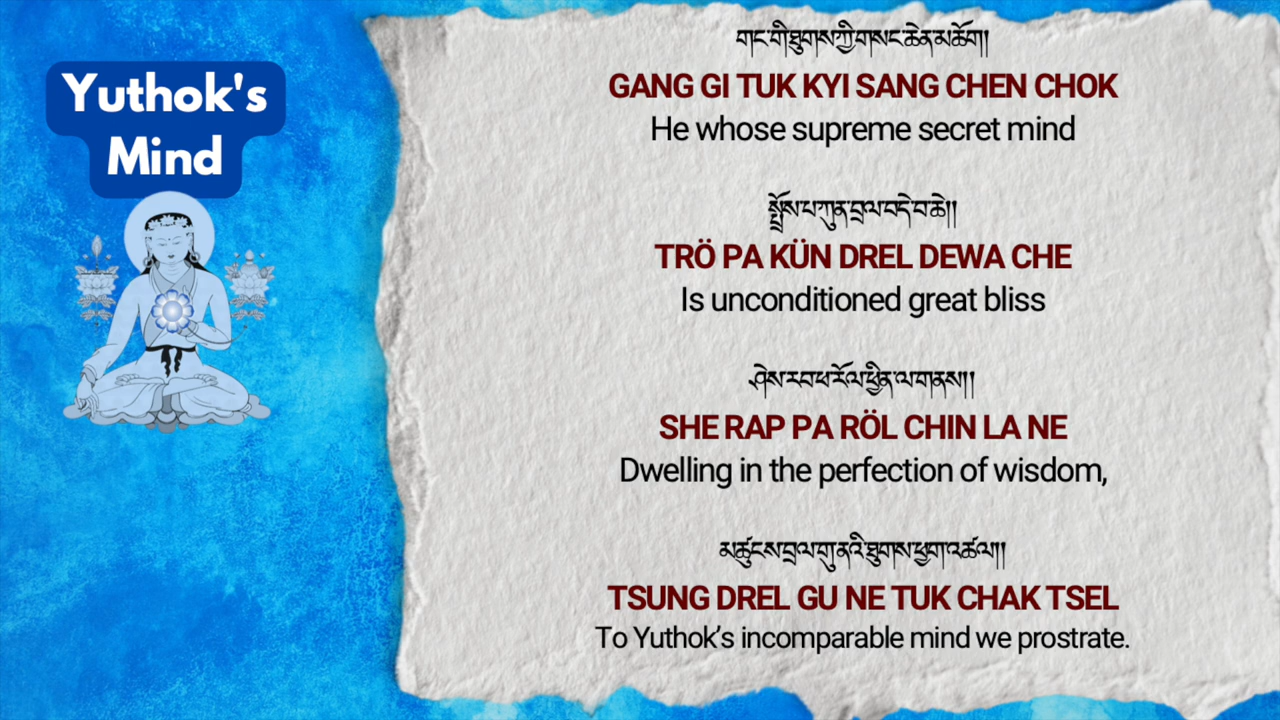 Yuthok's
Mind
གང་གི་ཐུགས་ཀྱི་གསང་ཆེན་མཆོག།
GANG GI TUK KYI SANG CHEN CHOK
He whose supreme secret mind
སྤྲོས་པ་ཀུན་བྲལ་བདེ་བ་ཆེ།།
TRÖ PA KÜN DREL DEWA CHE
Is unconditioned great bliss
ཤེས་རབ་ཕ་རོལ་ཕྱིན་ལ་གནས།།
SHE RAP PA RÖL CHIN LA NE
Dwelling in the perfection of wisdom,
མཚུངས་བྲལ་གུ་ནའི་ཐུགས་ཕྱག་འཚལ།།
TSUNG DREL GU NE TUK CHAK TSEL
To Yuthok’s incomparable mind we prostrate.